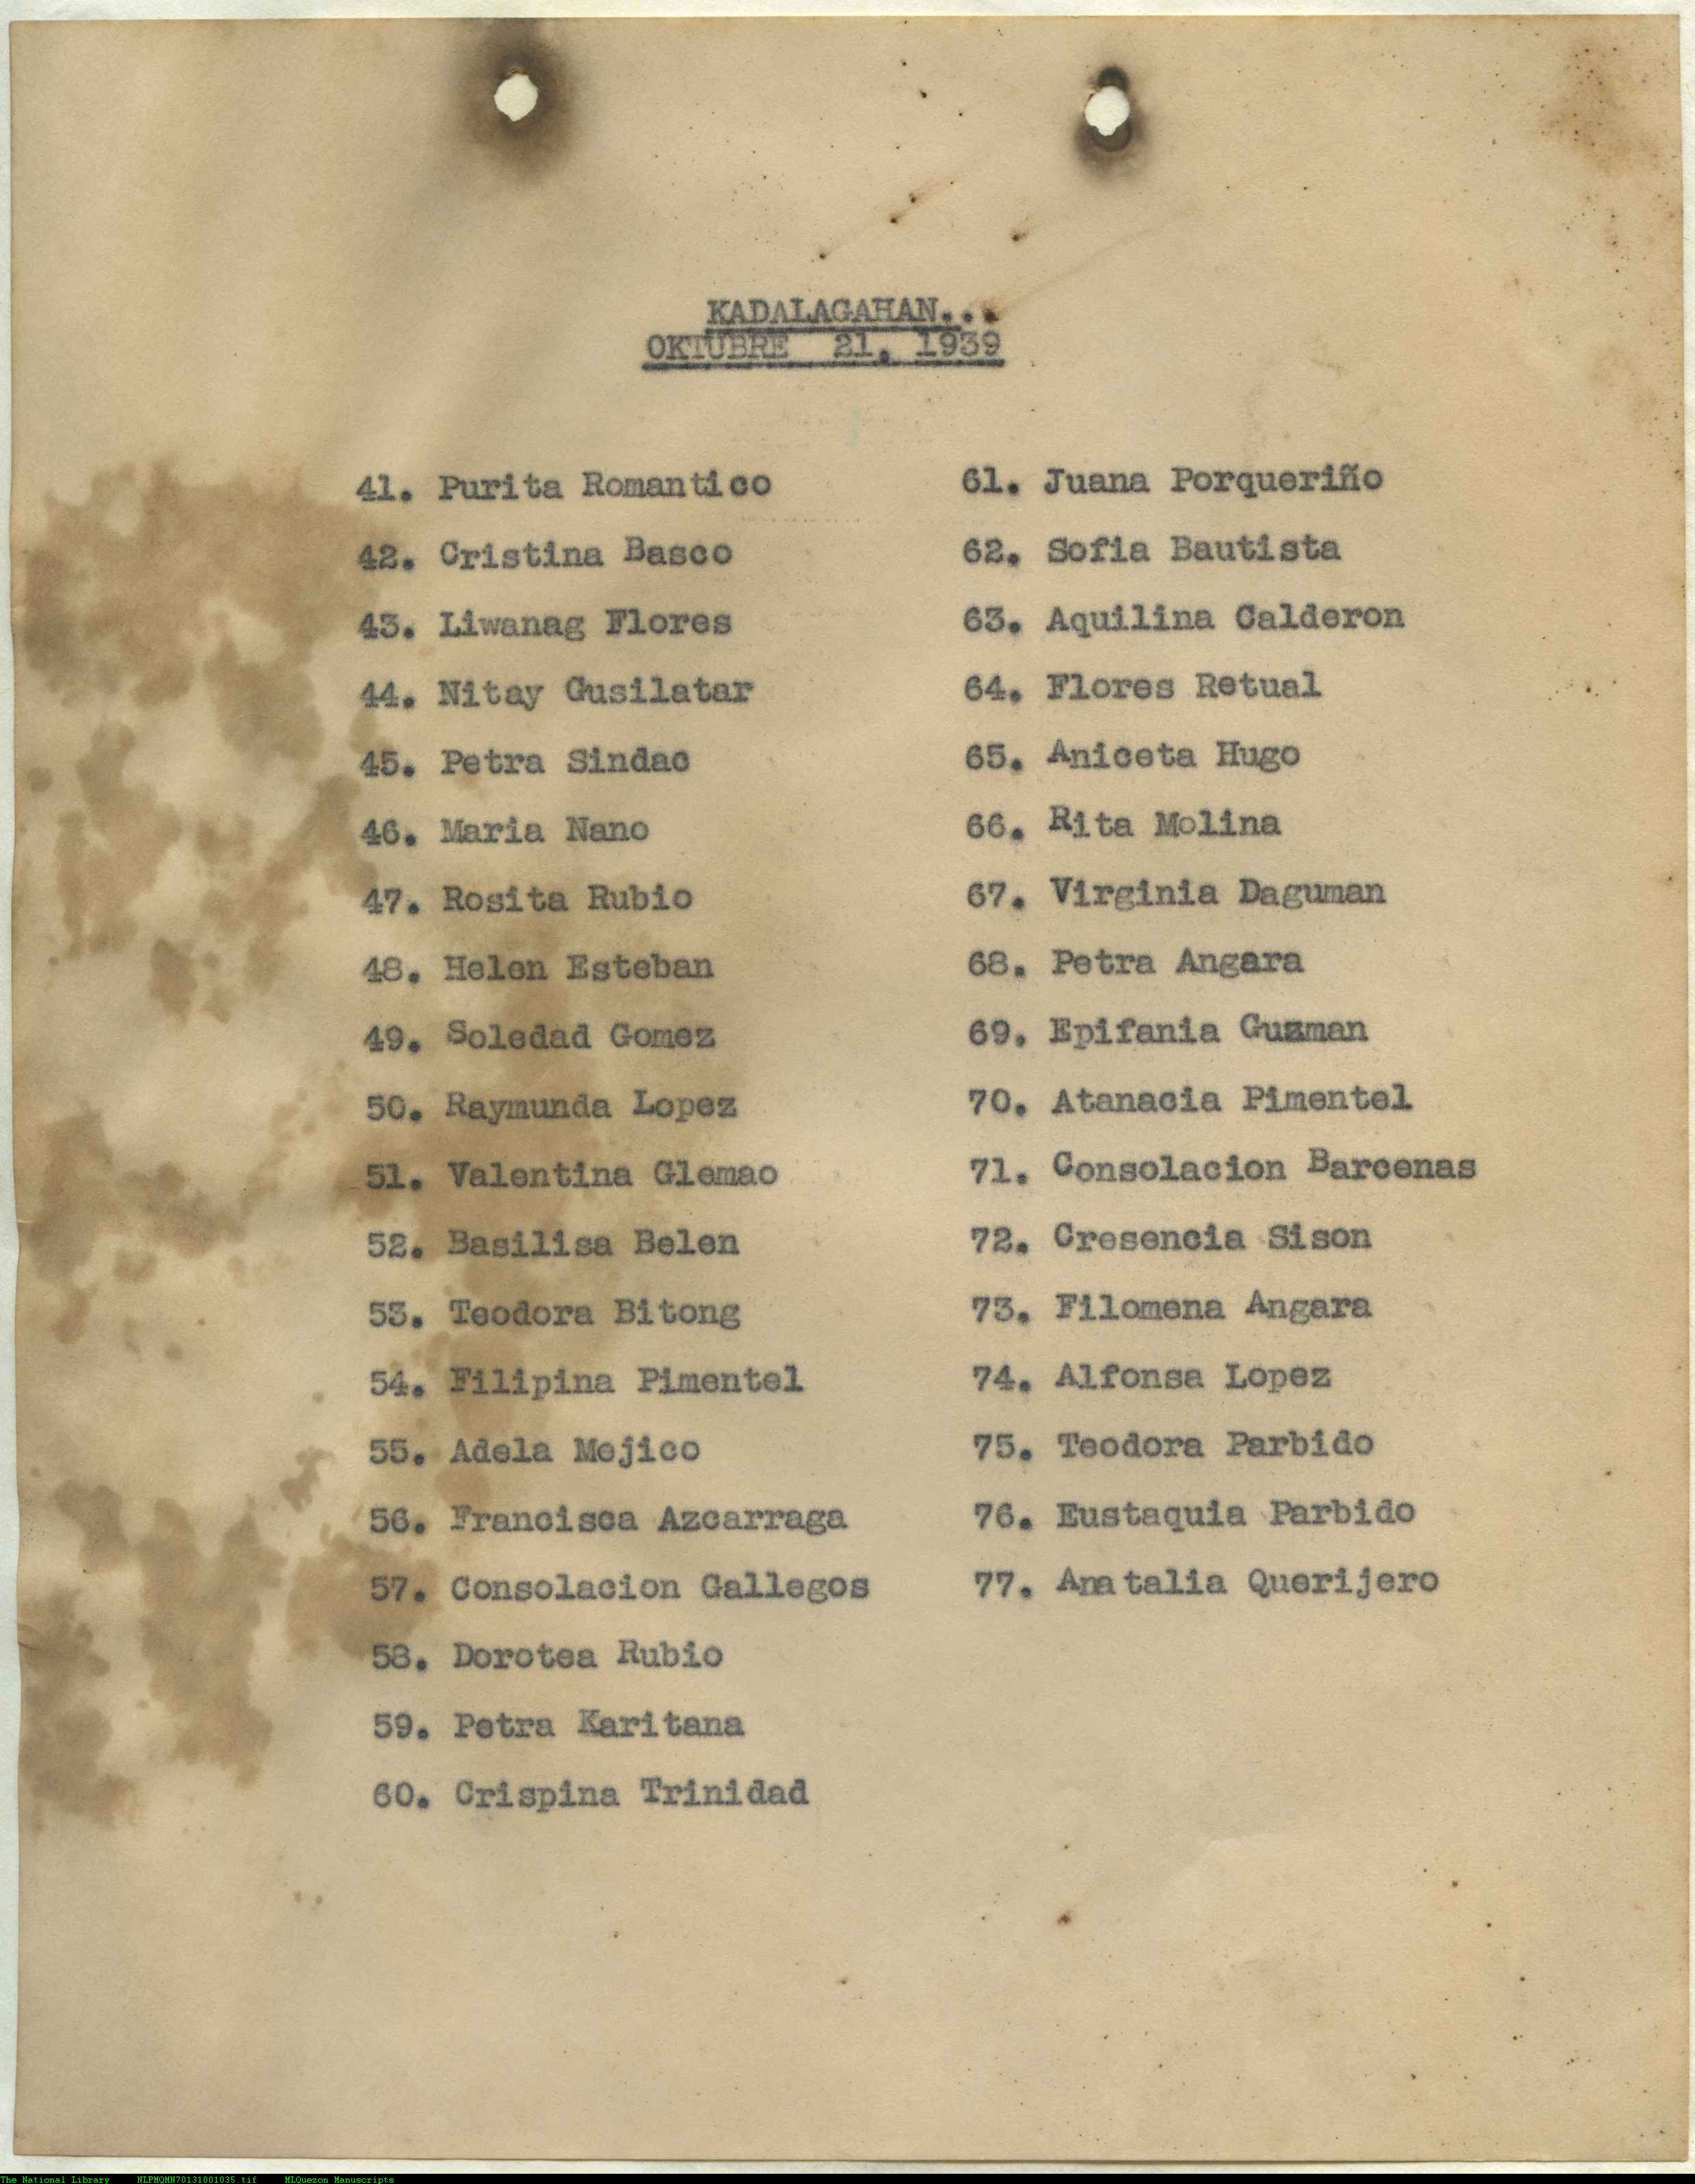 KADALAGAHAN...
OKTUBRE 21, 1939
41. Purita Romantico
42. Cristina Basco
43. Liwanag Flores
44. Nitay Gusilatar
45. Petra Sindac
46. Maria Nano
47. Rosita Rubio
48. Helen Esteban
49. Soledad Gomez
50. Raymunda Lopez
51. Valentina Glemao
52. Basilisa Belen
53. Teodora Bitong
54. Filipina Pimentel
55. Adela Mejico
56. Francisca Azcarraga
57. Consolacion Gallegos
58. Dorotea Rubio
59. Petra Karitana
60. Crispina Trinidad
61. Juana Porqueriño
62. Sofia Bautista
63. Aquilina Calderon
64. Flores Retual
65. Aniceta Hugo
66. Rita Molina
67. Virginia Daguman
68. Petra Angara
69. Epifania Guzman
70. Atanacia Pimentel
71. Consolacion Barcenas
72. Cresencia Sison
73. Filomena Angara
74. Alfonsa Lopez
75. Teodora Parbido
76. Eustaquia Parbido
77. Anatalia Querijero
The National Library NLPMQMN70131001035.tif MLQuezon Manuscripts